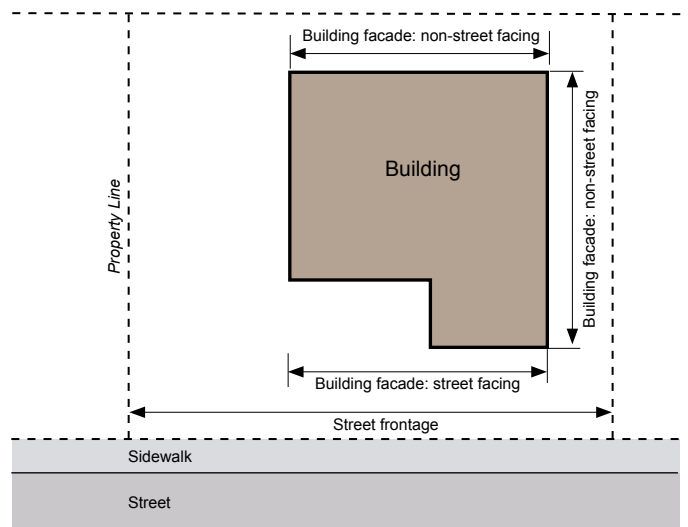 Building facade: non-street facing
Building
Building facade: non-street facing
Property Line
Building facade: street facing
Street frontage
Sidewalk
Street